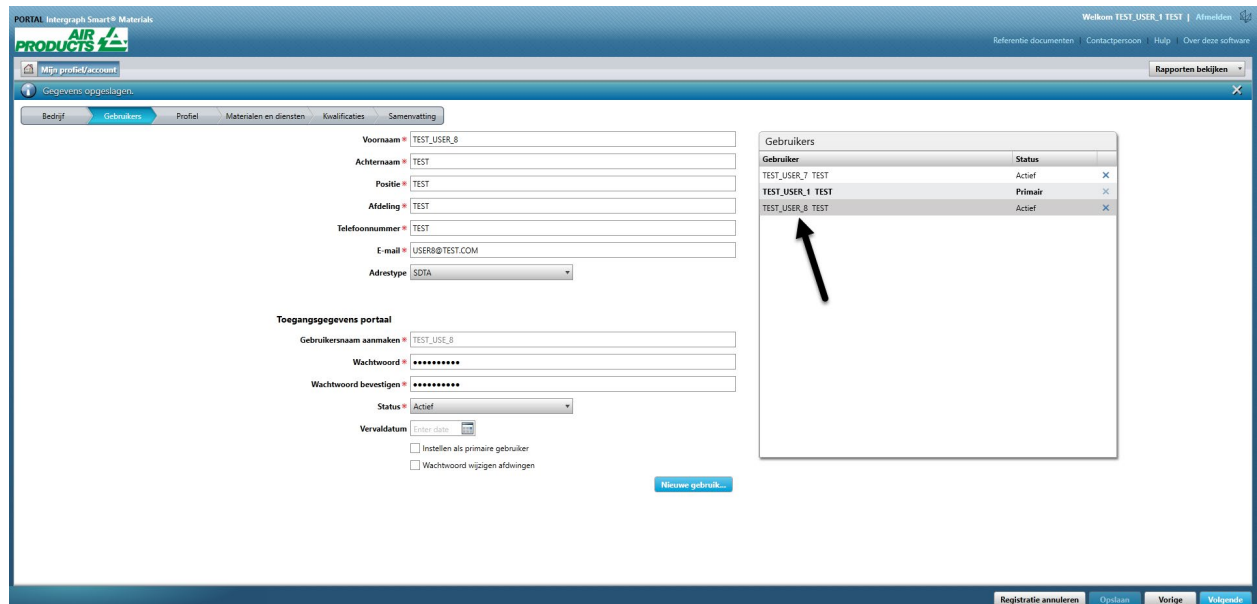 PORTAL Intergraph Smart® Materials
Welkom TEST_USER_1 TEST | Afmelden
AIR PRODUCTS
Referentie documenten | Contactpersoon | Hulp | Over deze software
Mijn profiel/account
Rapporten bekijken
Gegevens opgeslagen.
Bedrijf Gebruikers Profiel Materialen en diensten Kwalificaties Samenvatting
Voornaam * TEST_USER_8
Achternaam * TEST
Positie * TEST
Afdeling * TEST
Telefoonnummer * TEST
E-mail * USER8@TEST.COM
Adrestype SDTA
Toegangsgegevens portaal
Gebruikersnaam aanmaken * TEST_USE_8
Wachtwoord * ••••••••••
Wachtwoord bevestigen * ••••••••••
Status * Actief
Vervaldatum Enter date
Instellen als primaire gebruiker
Wachtwoord wijzigen afdwingen
Nieuwe gebruik...
Gebruikers
Gebruiker Status
TEST_USER_7 TEST Actief
TEST_USER_1 TEST Primair
TEST_USER_8 TEST Actief
Registratie annuleren Opslaan Vorige Volgende